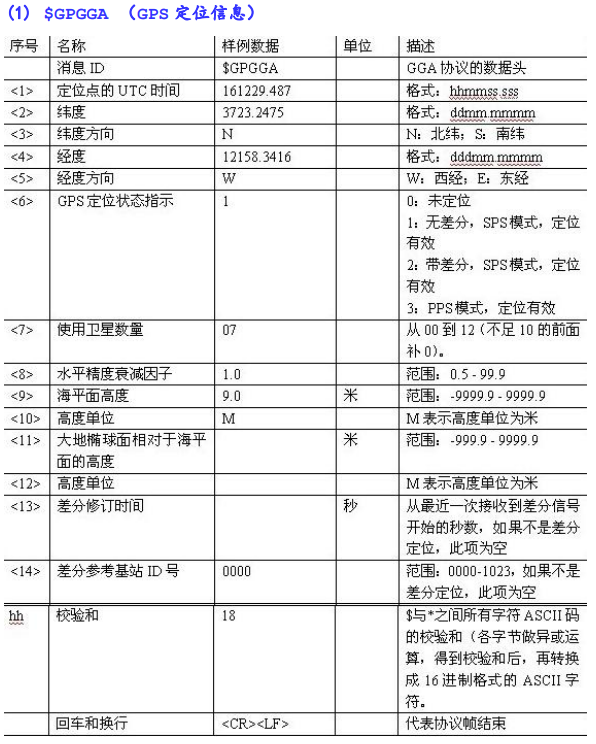 (1) $GPGGA （GPS 定位信息）
序号 名称 样例数据 单位 描述
消息 ID $GPGGA GGA 协议的数据头
<1> 定位点的 UTC 时间 161229.487 格式：hhmmss.sss
<2> 纬度 3723.2475 格式：ddmm.mmmm
<3> 纬度方向 N N：北纬；S：南纬
<4> 经度 12158.3416 格式：dddmm.mmmm
<5> 经度方向 W W：西经；E：东经
<6> GPS 定位状态指示 1 0：未定位
1：无差分，SPS 模式，定位
有效
2：带差分，SPS 模式，定位
有效
3：PPS 模式，定位有效
<7> 使用卫星数量 07 从 00 到 12（不足 10 的前面
补 0）。
<8> 水平精度衰减因子 1.0 范围：0.5 - 99.9
<9> 海平面高度 9.0 米 范围：-9999.9 - 9999.9
<10> 高度单位 M M 表示高度单位为米
<11> 大地椭球面相对于海平 米 范围：-999.9 - 9999.9
面的高度
<12> 高度单位 M 表示高度单位为米
<13> 差分修订时间 秒 从最近一次接收到差分信号
开始的秒数，如果不是差分
定位，此项为空
<14> 差分参考基站 ID 号 0000 范围：0000-1023，如果不是
差分定位，此项为空
hh 校验和 18 $与*之间所有字符 ASCII 码
的校验和（各字节做异或运
算，得到校验和后，再转换
成 16 进制格式的 ASCII 字
符。
回车和换行 <CR><LF> 代表协议帧结束